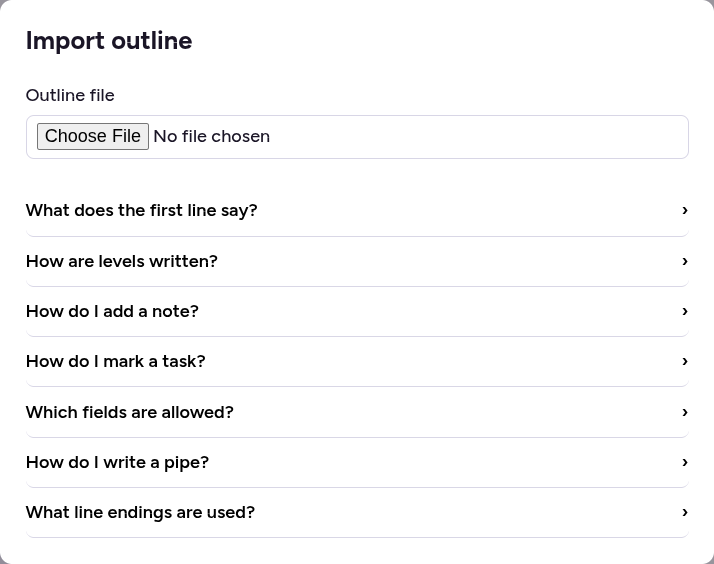 Import outline
Outline file
Choose File No file chosen
What does the first line say? ›
How are levels written? ›
How do I add a note? ›
How do I mark a task? ›
Which fields are allowed? ›
How do I write a pipe? ›
What line endings are used? ›